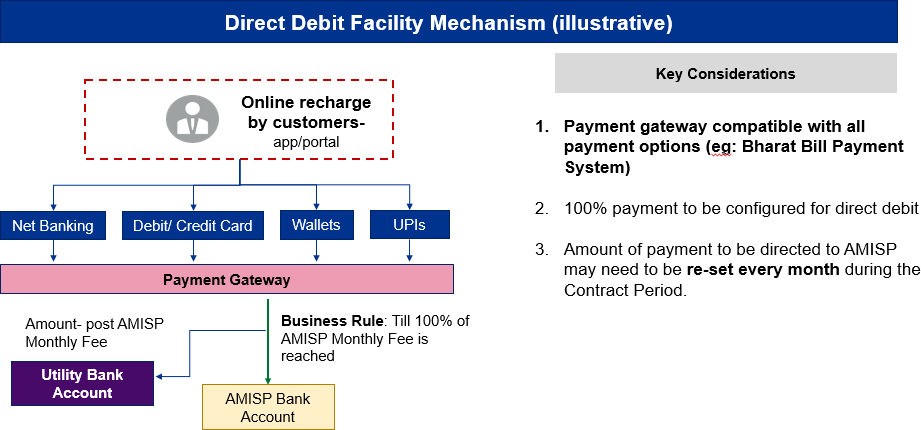 Direct Debit Facility Mechanism (illustrative)
Online recharge
by customers-
app/portal
Net Banking
Debit/ Credit Card
Wallets
UPIs
Payment Gateway
Amount- post AMISP
Monthly Fee
Business Rule: Till 100% of
AMISP Monthly Fee is
reached
Utility Bank
Account
AMISP Bank
Account
Key Considerations
1. Payment gateway compatible with all
payment options (eg: Bharat Bill Payment
System)
2. 100% payment to be configured for direct debit
3. Amount of payment to be directed to AMISP
may need to be re-set every month during the
Contract Period.